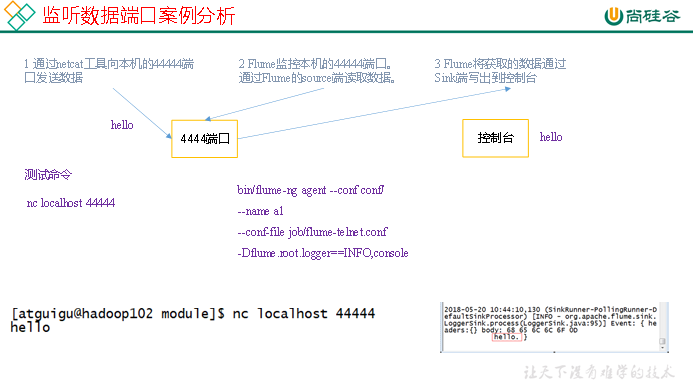 监听数据端口案例分析
尚硅谷
1 通过netcat工具向本机的44444端
口发送数据
2 Flume监控本机的44444端口。
通过Flume的source端读取数据。
3 Flume将获取的数据通过
Sink端写出到控制台
hello
4444端口
控制台
hello
测试命令
nc localhost 44444
bin/flume-ng agent --conf conf/
--name a1
--conf-file job/flume-telnet.conf
-Dflume.root.logger==INFO,console
[atguigu@hadoop102 module]$ nc localhost 44444
hello
2018-05-20 10:44:10,130 (SinkRunner-PollingRunner-D
efaultSinkProcessor) [INFO - org.apache.flume.sink.
LoggerSink.process(LoggerSink.java:95)] Event: { he
aders:{} body: 68 65 6C 6C 6F 0D
hello. }
让天下没有难学的技术